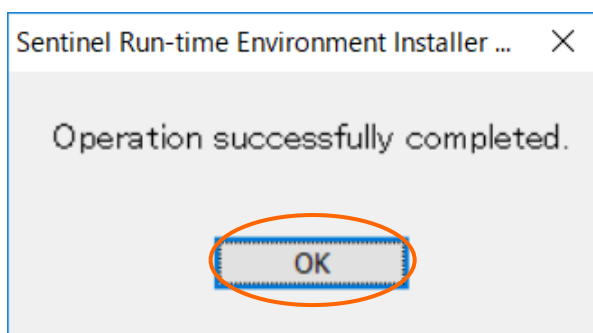 Sentinel Run-time Environment Installer ...
Operation successfully completed.
OK